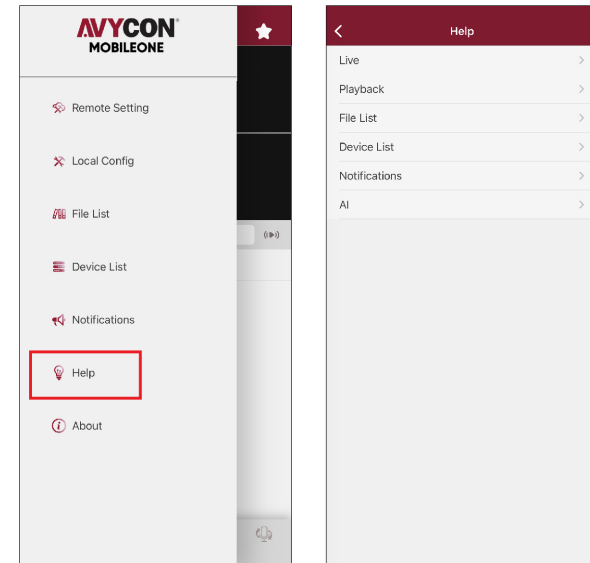 AVYCON
MOBILEONE
Remote Setting
Local Config
File List
Device List
Notifications
Help
About
Help
Live
Playback
File List
Device List
Notifications
AI